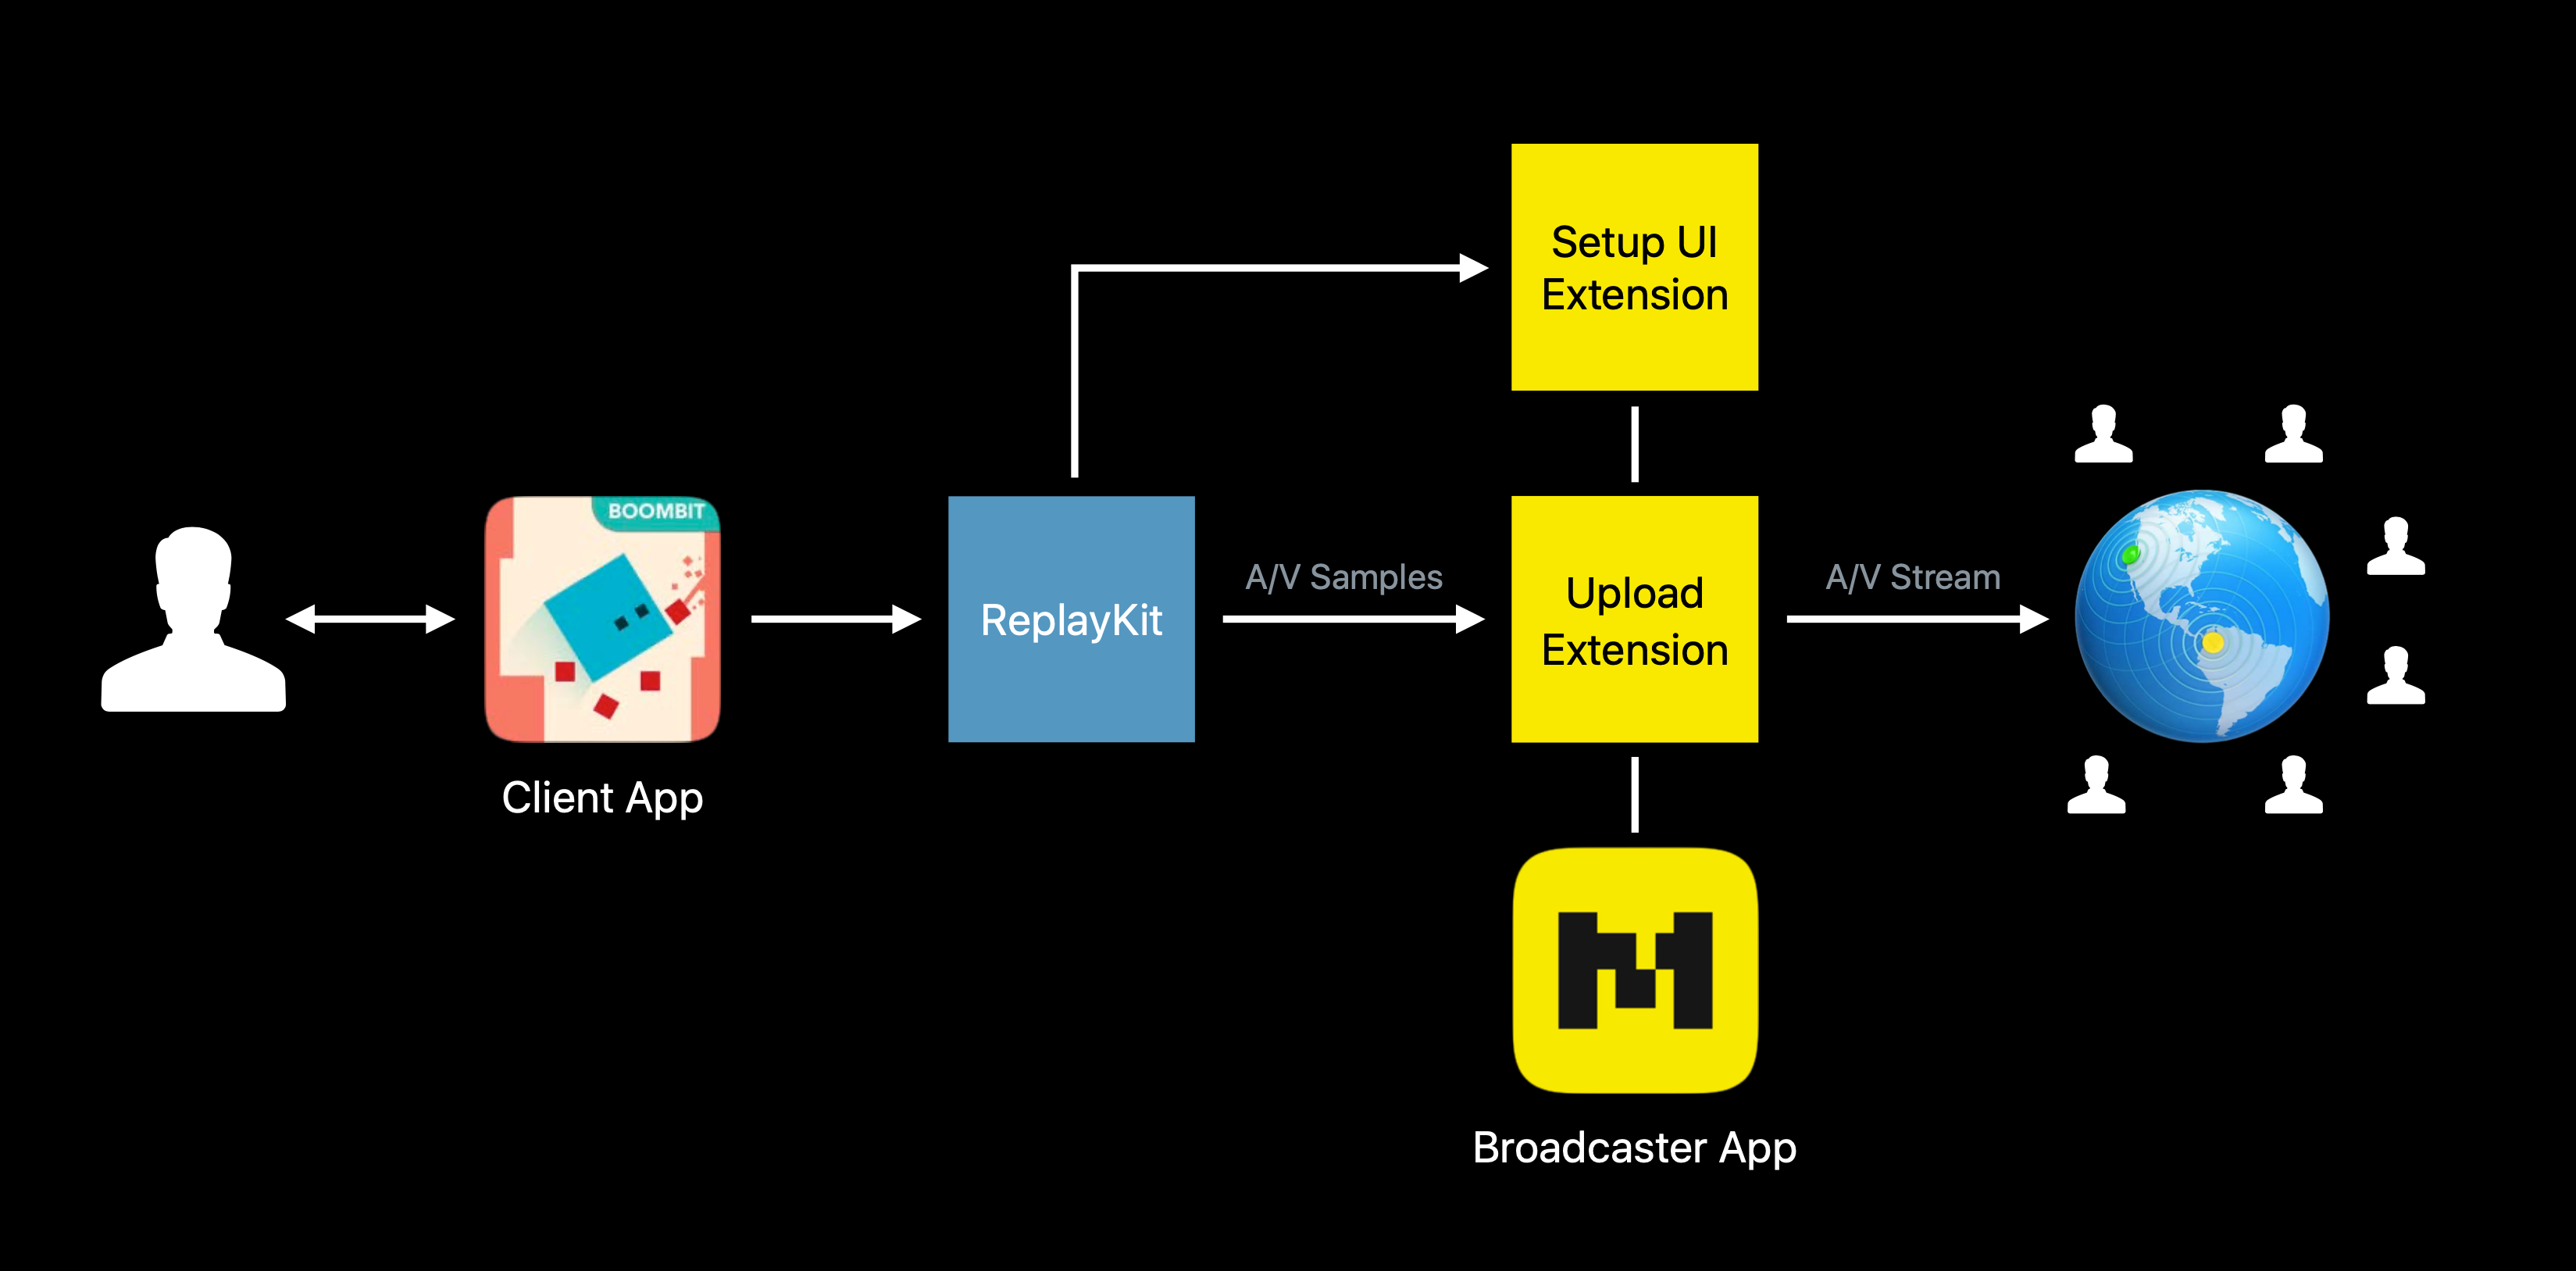 Setup UI
Extension
BOOMBIT
ReplayKit
A/V Samples
Upload
Extension
A/V Stream
Client App
M
Broadcaster App